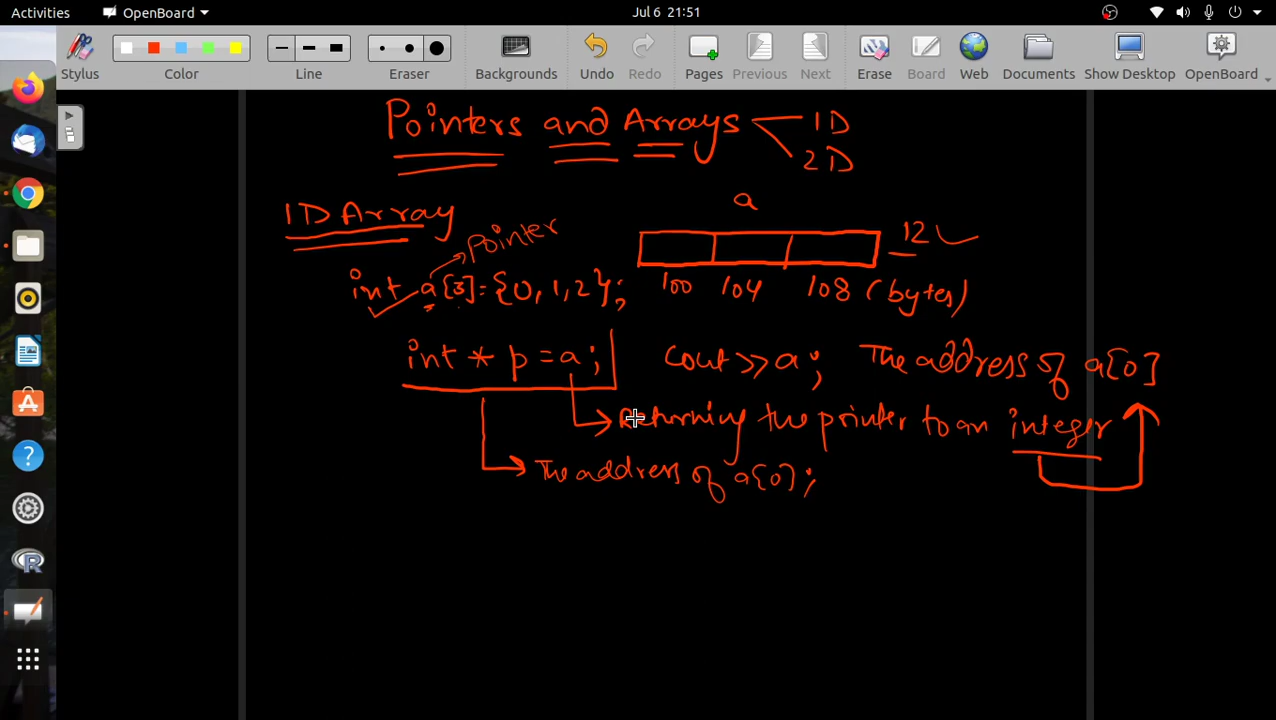 Activities OpenBoard Jul 6 21:51
Stylus Color Line Eraser Backgrounds Undo Redo Pages Previous Next Erase Board Web Documents Show Desktop OpenBoard
Pointers and Arrays 1D
2D
1D Array
a
pointer
12
int a[3]={0,1,2};
100 104 108 (bytes)
int * p = a; Cout >> a; The address of a[0]
Returning the pointer to an integer
The address of a[0];